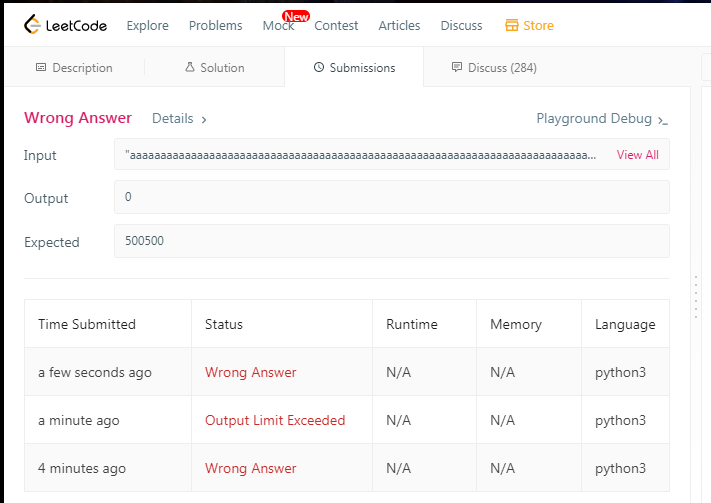 LeetCode Explore Problems Mock New Contest Articles Discuss Store
Description Solution Submissions Discuss (284)
Wrong Answer Details > Playground Debug >_
Input "aaaaaaaaaaaaaaaaaaaaaaaaaaaaaaaaaaaaaaaaaaaaaaaaaaaaaaaaaaaaaaaaaaaaaaaaaaa... View All
Output 0
Expected 500500
Time Submitted Status Runtime Memory Language
a few seconds ago Wrong Answer N/A N/A python3
a minute ago Output Limit Exceeded N/A N/A python3
4 minutes ago Wrong Answer N/A N/A python3